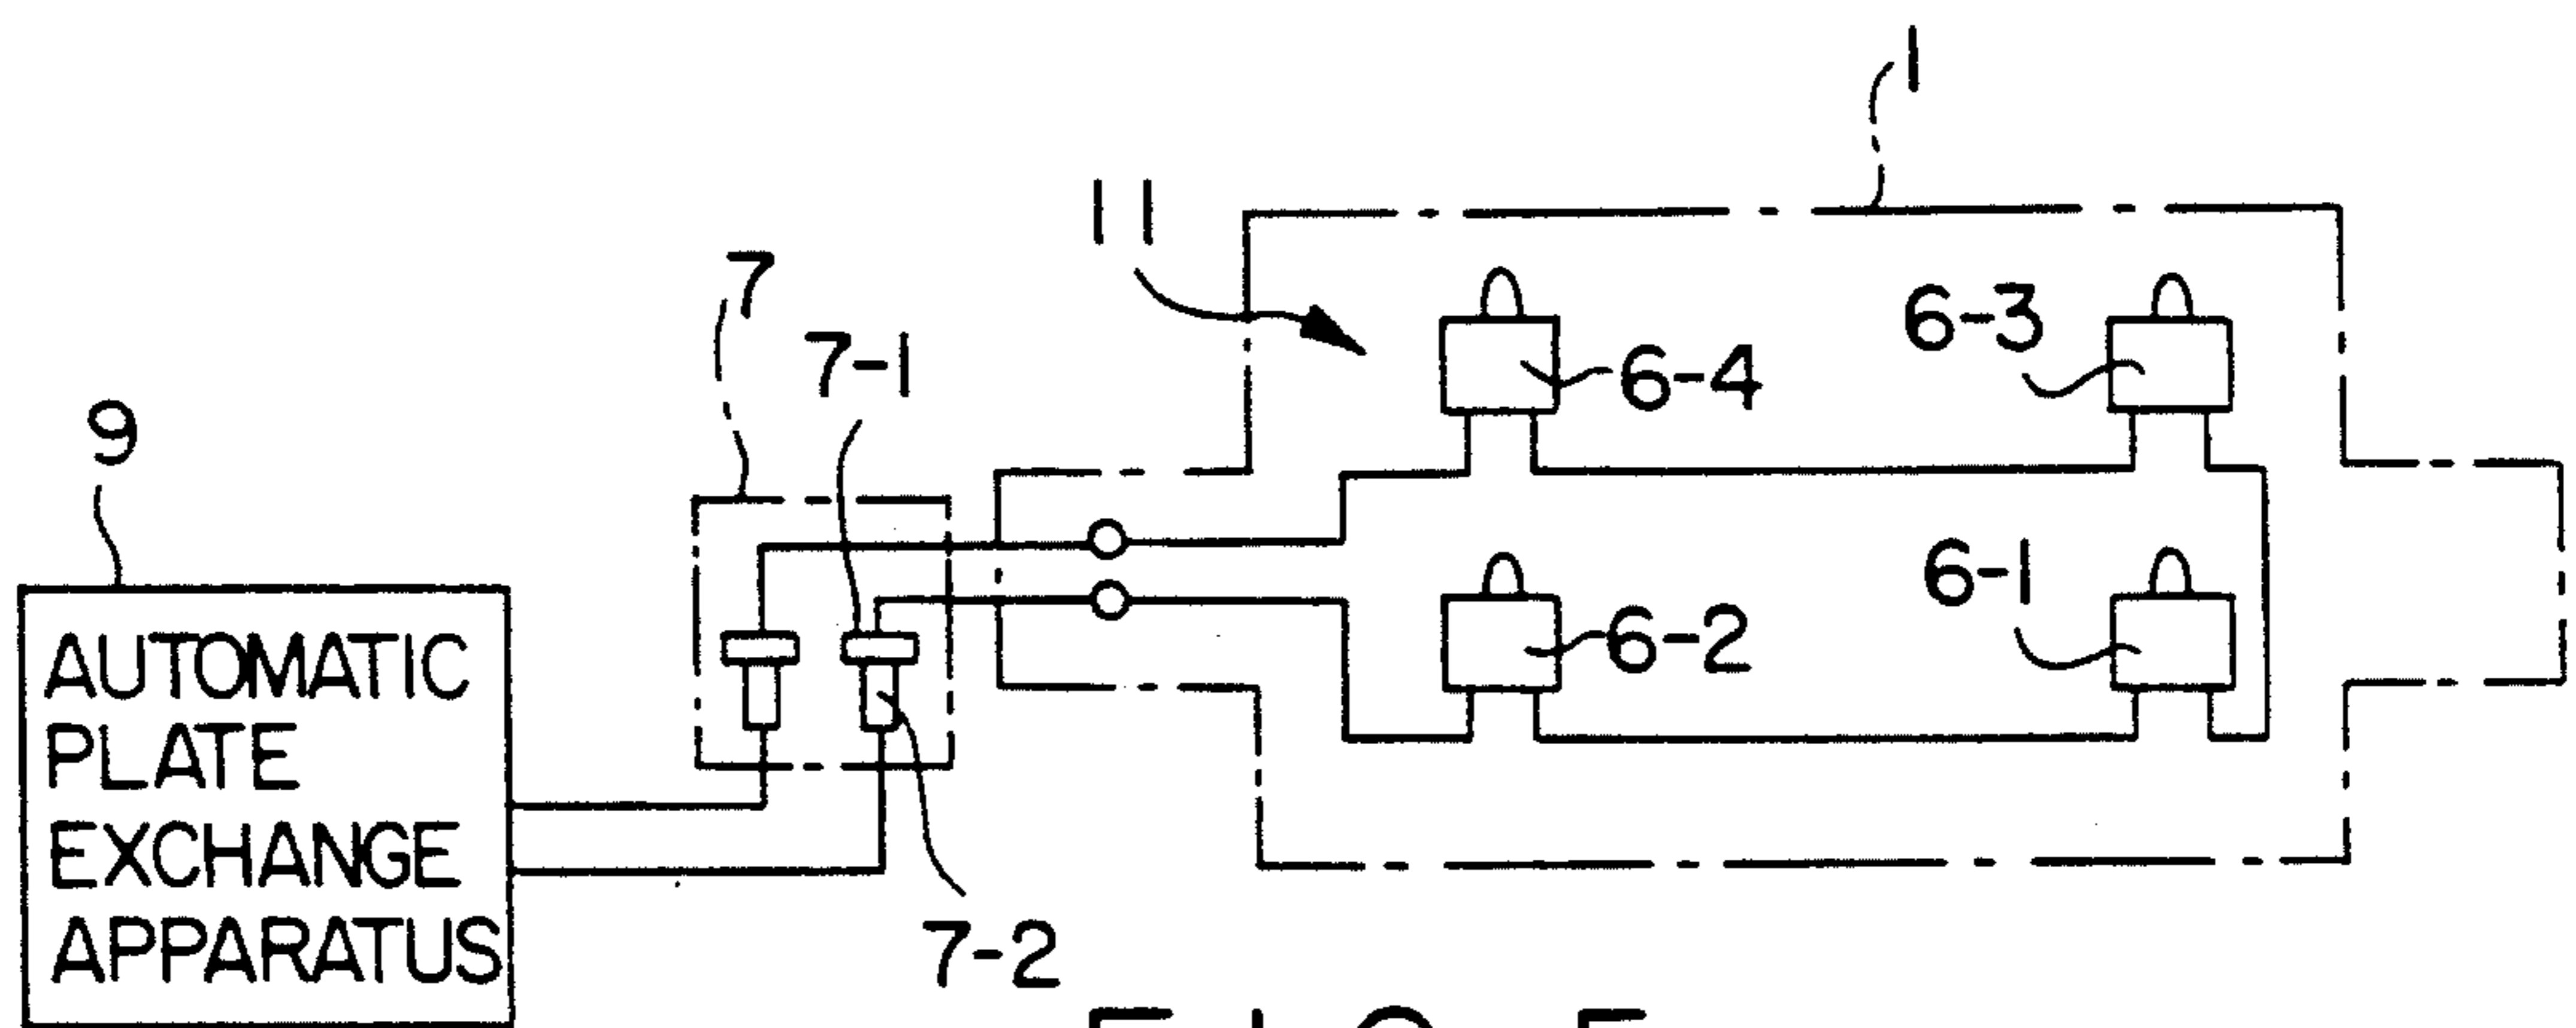 1
11
7
7-1
6-3
6-4
9
6-1
6-2
AUTOMATIC
PLATE
EXCHANGE
APPARATUS
7-2